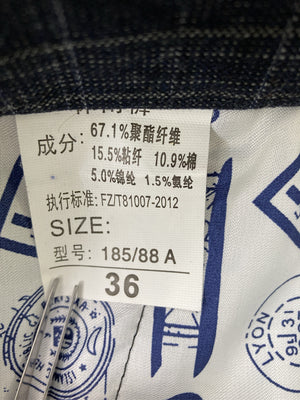 成分: 67.1%聚酯纤维
15.5%粘纤 10.9%棉
5.0%锦纶 1.5%氨纶
执行标准: FZ/T81007-2012
SIZE:
型号: 185/88 A
36
LYON